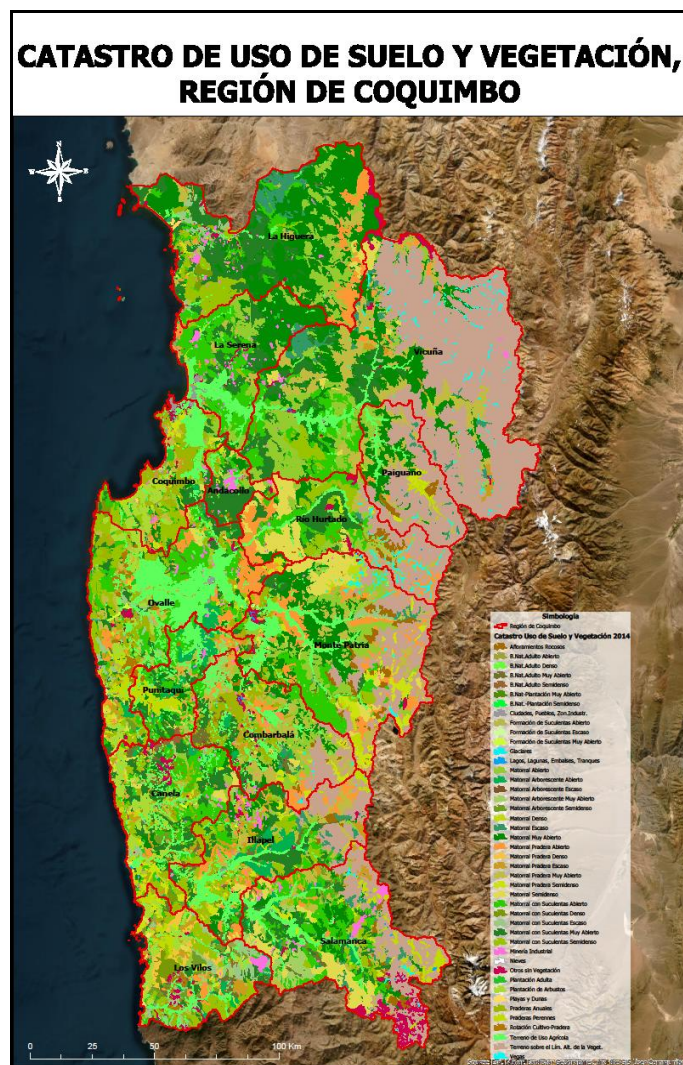 CATASTRO DE USO DE SUELO Y VEGETACIÓN,
REGIÓN DE COQUIMBO
N
La Higuera
La Serena
Vicuña
Paiguano
Coquimbo
Andacollo
Río Hurtado
Ovalle
Monte Patria
Punitaqui
Combarbalá
Canela
Illapel
Salamanca
Los Vilos
Simbología
Región de Coquimbo
Catastro Uso de Suelo y Vegetación 2014
Afloramientos Rocosos
B.Nat.Adulto Abierto
B.Nat.Adulto Denso
B.Nat.Adulto Muy Abierto
B.Nat.Adulto Semidenso
B.Nat-Plantación Muy Abierto
B.Nat.-Plantación Semidenso
Ciudades, Pueblos, Zon.Industr.
Formación de Suculentas Abierto
Formación de Suculentas Escaso
Formación de Suculentas Muy Abierto
Glaciares
Lagos, Lagunas, Embalses, Tranques
Matorral Abierto
Matorral Arborescente Abierto
Matorral Arborescente Escaso
Matorral Arborescente Muy Abierto
Matorral Arborescente Semidenso
Matorral Denso
Matorral Escaso
Matorral Muy Abierto
Matorral Pradera Abierto
Matorral Pradera Denso
Matorral Pradera Escaso
Matorral Pradera Muy Abierto
Matorral Pradera Semidenso
Matorral Semidenso
Matorral con Suculentas Abierto
Matorral con Suculentas Denso
Matorral con Suculentas Escaso
Matorral con Suculentas Muy Abierto
Matorral con Suculentas Semidenso
Minería Industrial
Nieves
Otros sin Vegetación
Plantación Adulta
Plantación de Arbustos
Playas y Dunas
Praderas Anuales
Praderas Perennes
Rotación Cultivo-Pradera
Terreno de Uso Agrícola
Terreno sobre el Lím. Alt. de la Veget.
Vegas
0 25 50 100 Km